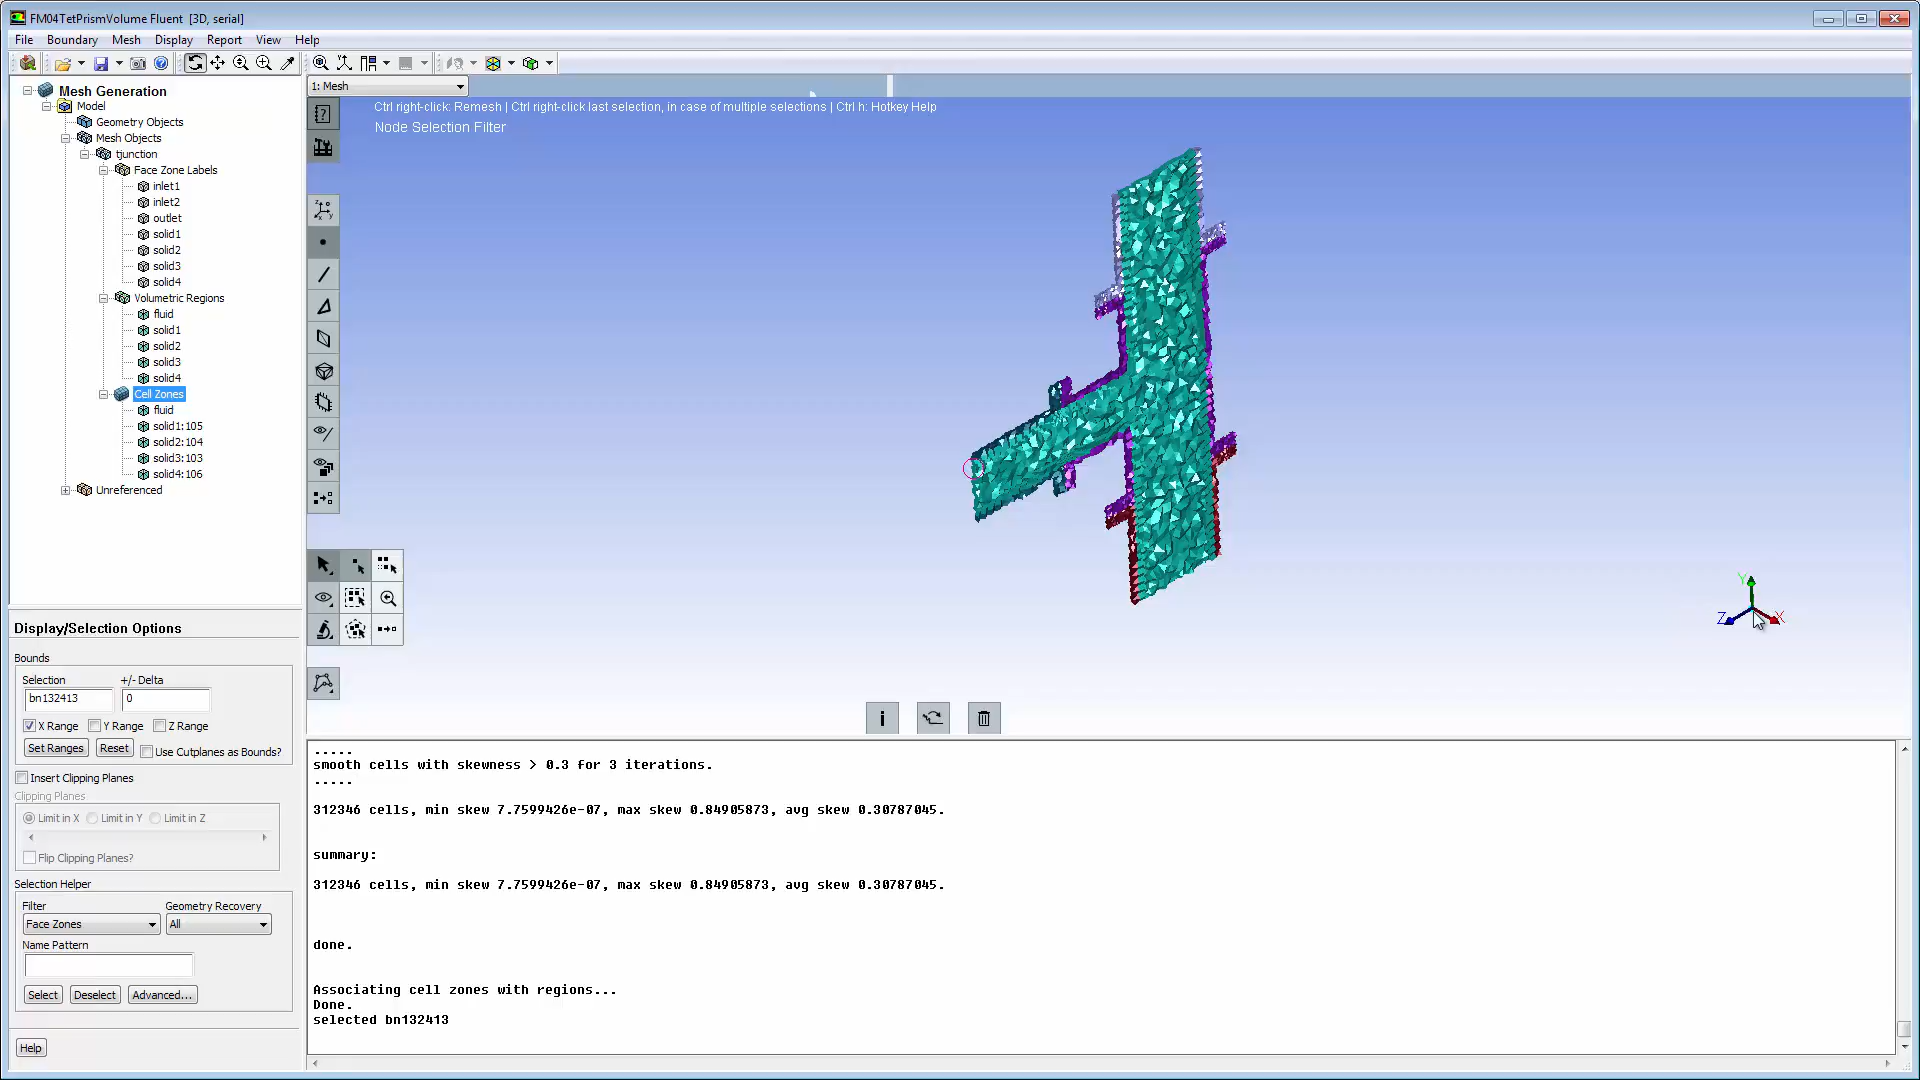 FM04TetPrismVolume Fluent [3D, serial]
File Boundary Mesh Display Report View Help
Mesh Generation
Model
Geometry Objects
Mesh Objects
tjunction
Face Zone Labels
inlet1
inlet2
outlet
solid1
solid2
solid3
solid4
Volumetric Regions
fluid
solid1
solid2
solid3
solid4
Cell Zones
fluid
solid1:105
solid2:104
solid3:103
solid4:106
Unreferenced
1: Mesh
Ctrl right-click: Remesh | Ctrl right-click last selection, in case of multiple selections | Ctrl h: Hotkey Help
Node Selection Filter
Y
Z
X
Display/Selection Options
Bounds
Selection +/- Delta
bn132413 0
X Range Y Range Z Range
Set Ranges Reset Use Cutplanes as Bounds?
Insert Clipping Planes
Clipping Planes
Limit in X Limit in Y Limit in Z
Flip Clipping Planes?
Selection Helper
Filter Geometry Recovery
Face Zones All
Name Pattern
Select Deselect Advanced...
Help
-----
smooth cells with skewness > 0.3 for 3 iterations.
-----
312346 cells, min skew 7.7599426e-07, max skew 0.84905873, avg skew 0.30787045.
summary:
312346 cells, min skew 7.7599426e-07, max skew 0.84905873, avg skew 0.30787045.
done.
Associating cell zones with regions...
Done.
selected bn132413